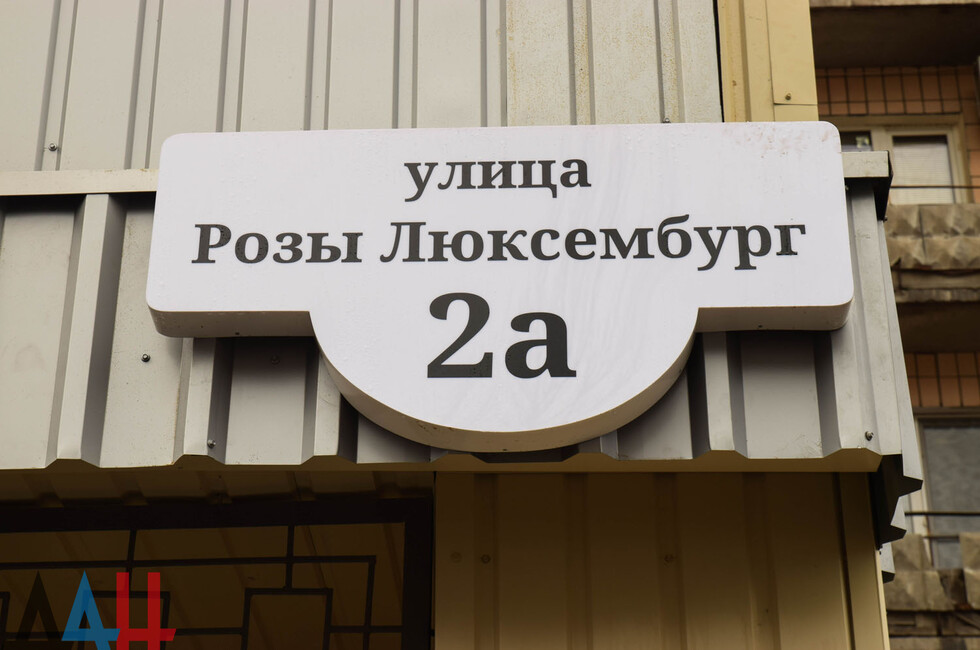 улица
Розы Люксембург
2а
ДАН